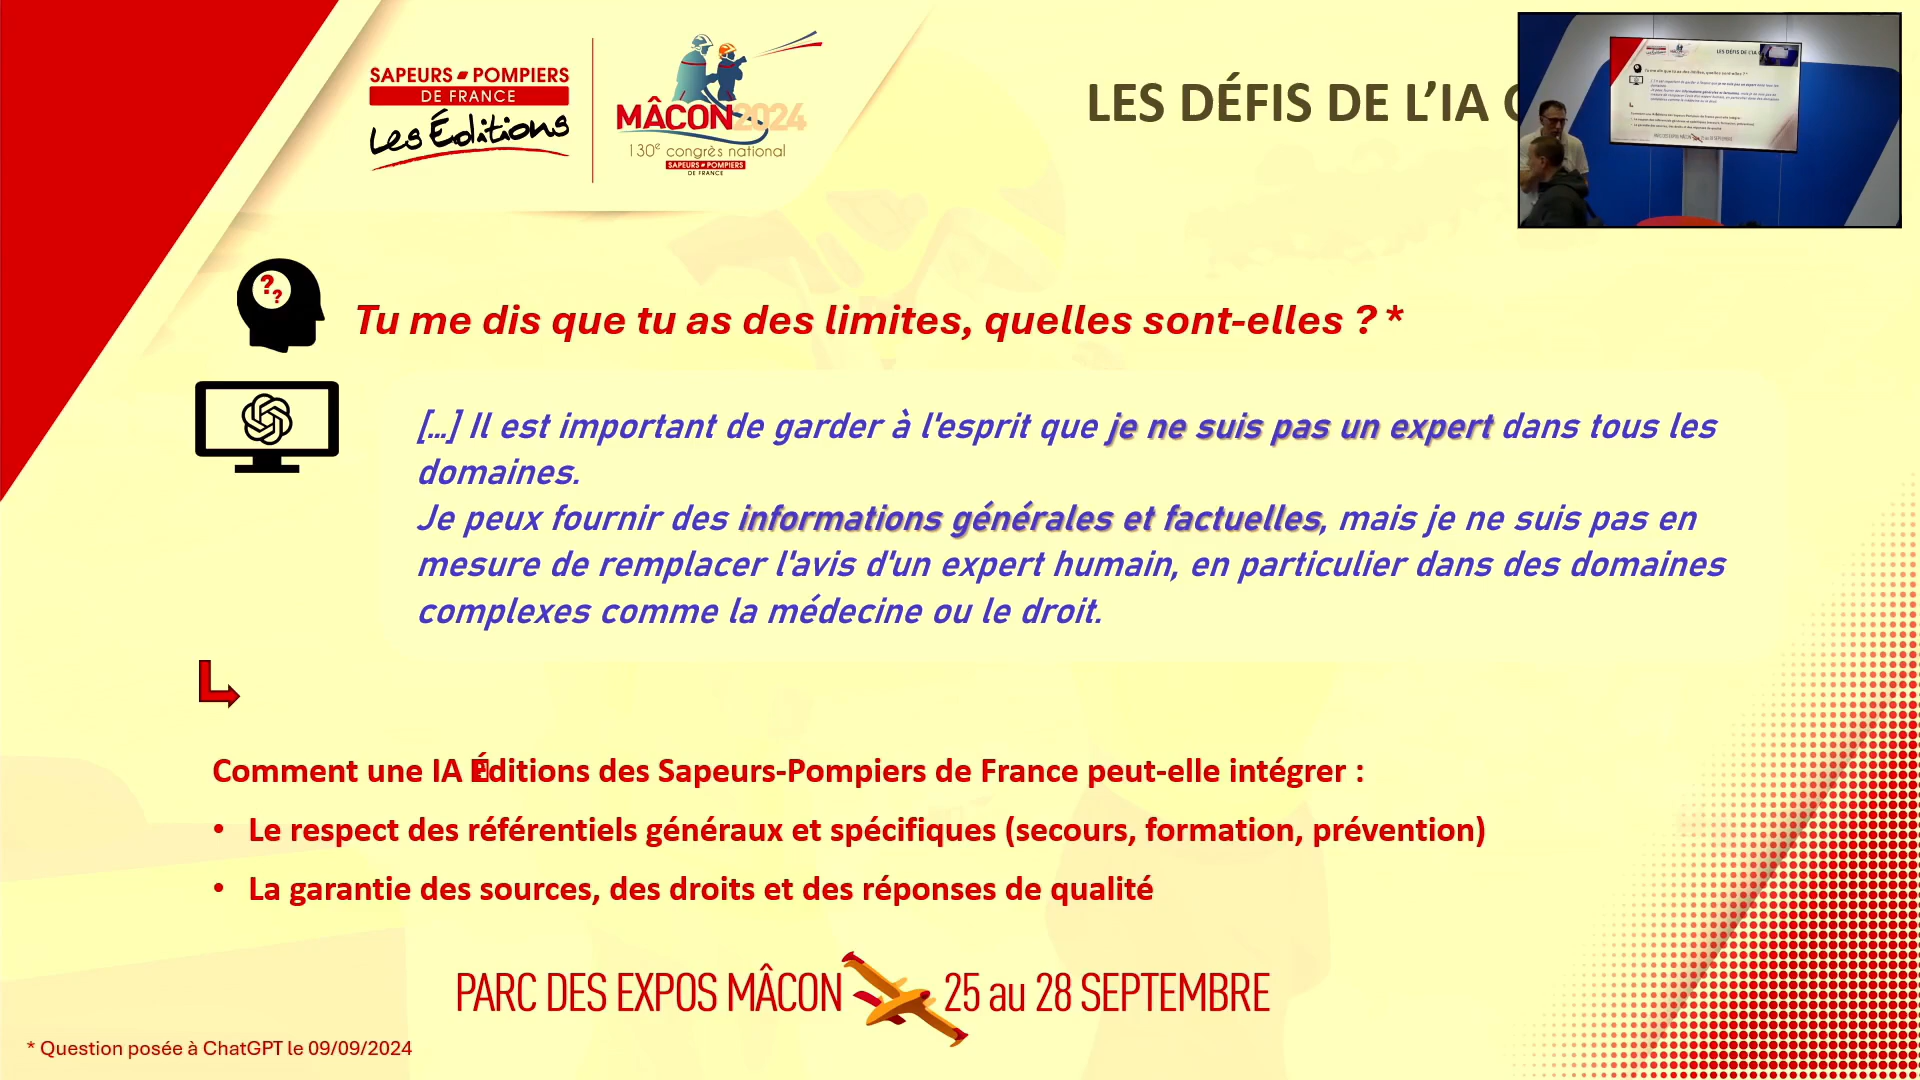 SAPEURS-POMPIERS
DE FRANCE
Les Éditions
MÂCON 2024
130e congrès national
SAPEURS-POMPIERS
DE FRANCE
LES DÉFIS DE L’IA
??
Tu me dis que tu as des limites, quelles sont-elles ? *
[...] Il est important de garder à l'esprit que je ne suis pas un expert dans tous les
domaines.
Je peux fournir des informations générales et factuelles, mais je ne suis pas en
mesure de remplacer l'avis d'un expert humain, en particulier dans des domaines
complexes comme la médecine ou le droit.
Comment une IA Éditions des Sapeurs-Pompiers de France peut-elle intégrer :
• Le respect des référentiels généraux et spécifiques (secours, formation, prévention)
• La garantie des sources, des droits et des réponses de qualité
PARC DES EXPOS MÂCON 25 au 28 SEPTEMBRE
* Question posée à ChatGPT le 09/09/2024